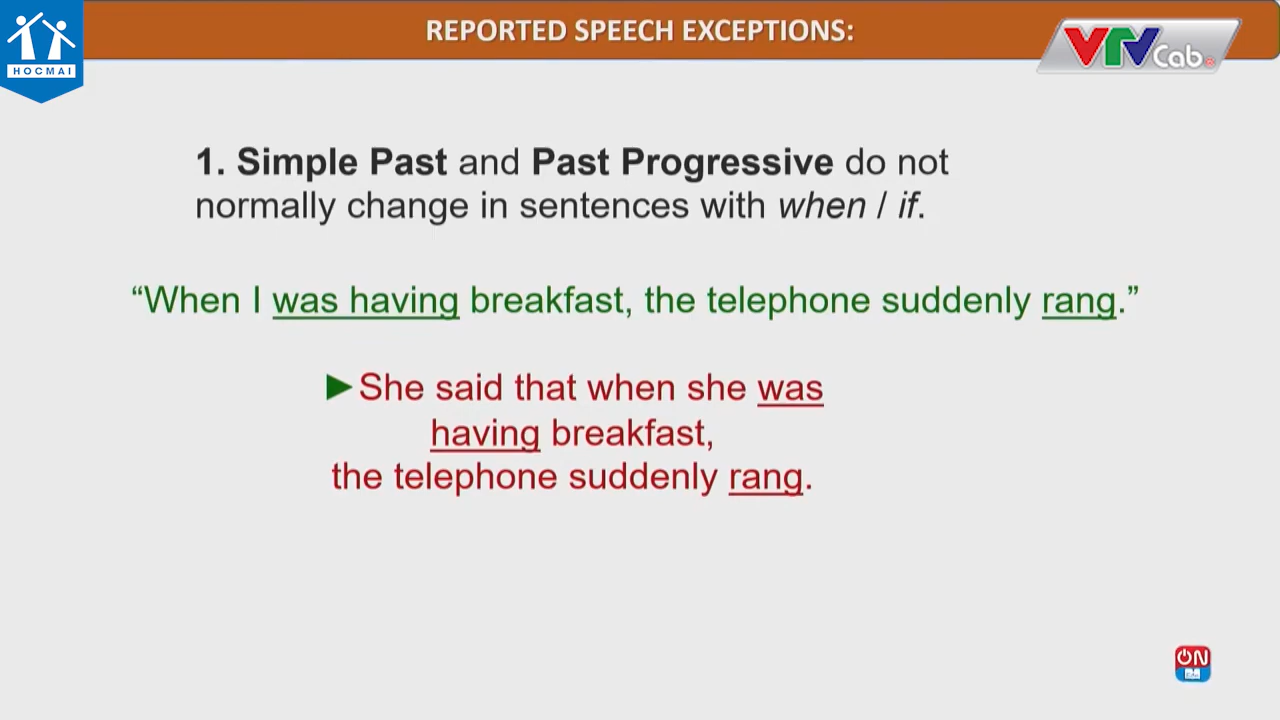 REPORTED SPEECH EXCEPTIONS:
HOCMAI
VTVCab
1. Simple Past and Past Progressive do not
normally change in sentences with when / if.
“When I was having breakfast, the telephone suddenly rang.”
►She said that when she was
having breakfast,
the telephone suddenly rang.
ON